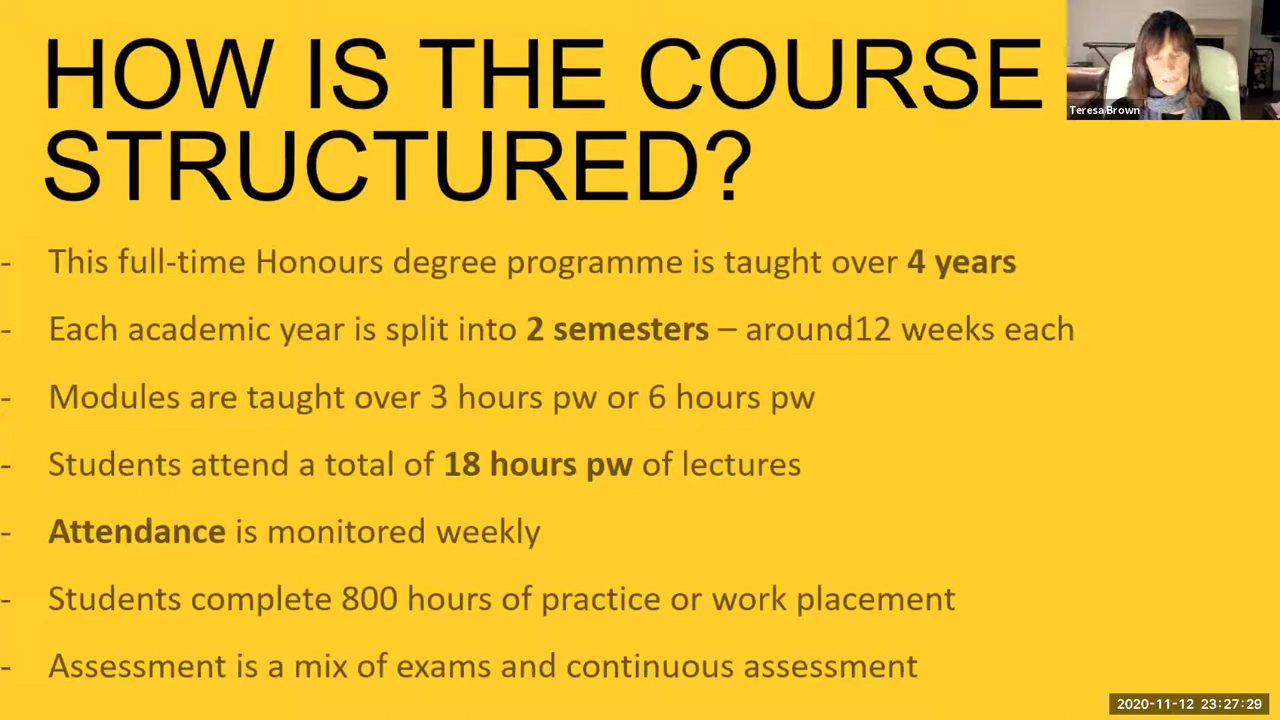 HOW IS THE COURSE
STRUCTURED?
Teresa Brown
- This full-time Honours degree programme is taught over 4 years
- Each academic year is split into 2 semesters – around12 weeks each
- Modules are taught over 3 hours pw or 6 hours pw
- Students attend a total of 18 hours pw of lectures
- Attendance is monitored weekly
- Students complete 800 hours of practice or work placement
- Assessment is a mix of exams and continuous assessment
2020-11-12 23:27:29